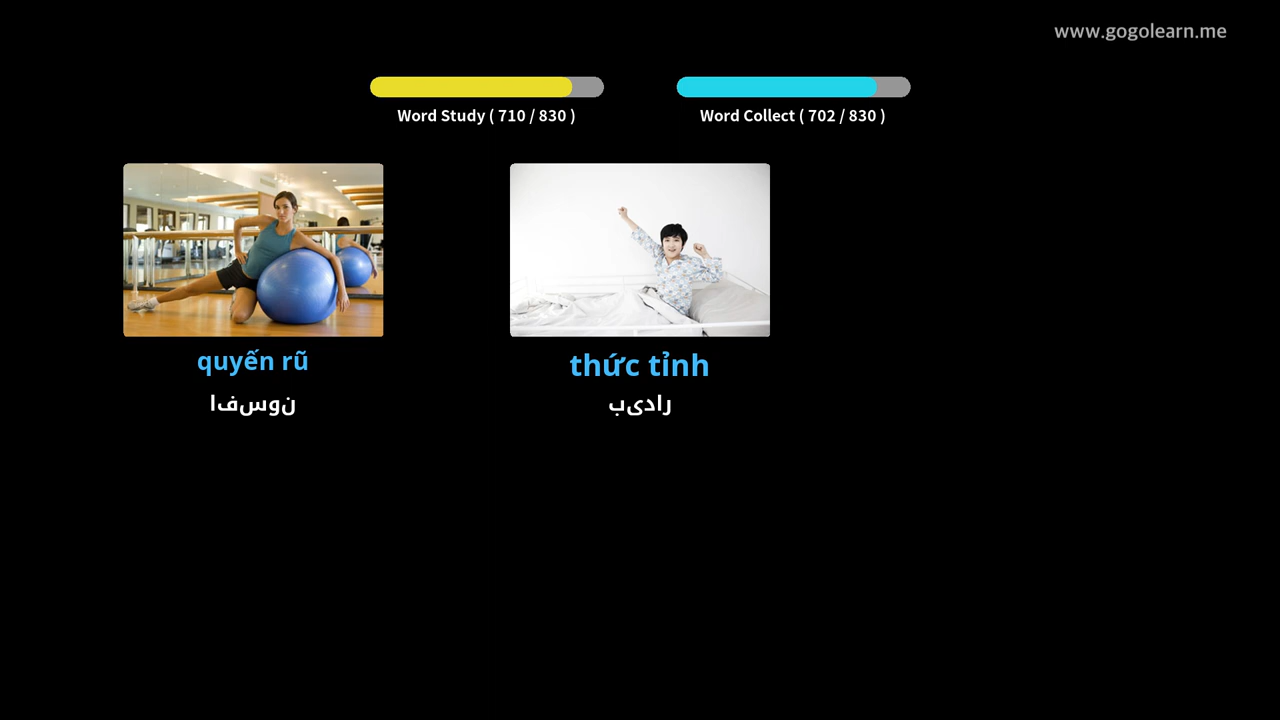 www.gogolearn.me
Word Study ( 710 / 830 )
Word Collect ( 702 / 830 )
quyến rũ
افسون
thức tỉnh
بیدار